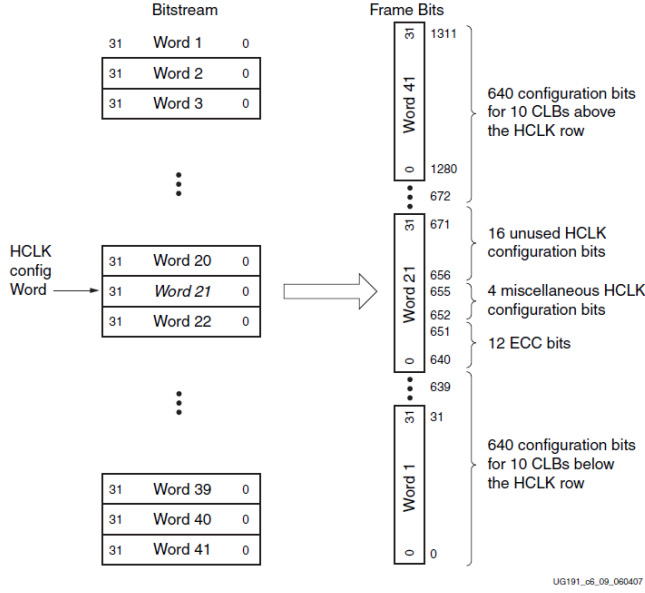 Bitstream
31 Word 1 0
31 Word 2 0
31 Word 3 0
HCLK
config
Word
31 Word 20 0
31 Word 21 0
31 Word 22 0
31 Word 39 0
31 Word 40 0
31 Word 41 0
Frame Bits
31 1311
Word 41
0 1280
672
31 671
656
Word 21
655
652
651
0 640
639
31 31
Word 1
0 0
640 configuration bits
for 10 CLBs above
the HCLK row
16 unused HCLK
configuration bits
4 miscellaneous HCLK
configuration bits
12 ECC bits
640 configuration bits
for 10 CLBs below
the HCLK row
UG191_c6_09_060407